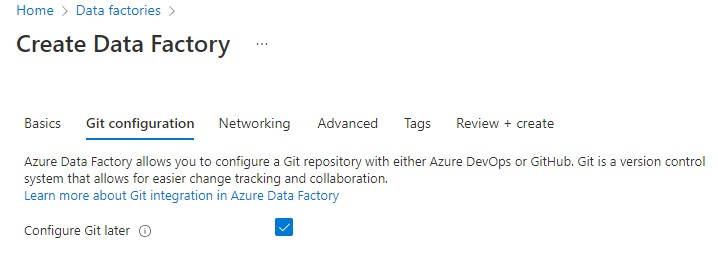 Home > Data factories >
Create Data Factory ...
Basics Git configuration Networking Advanced Tags Review + create
Azure Data Factory allows you to configure a Git repository with either Azure DevOps or GitHub. Git is a version control
system that allows for easier change tracking and collaboration.
Learn more about Git integration in Azure Data Factory
Configure Git later